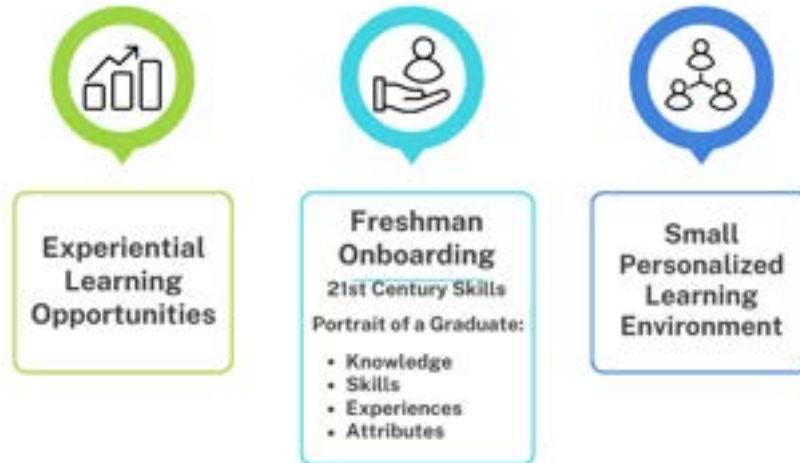 Experiential
Learning
Opportunities
Freshman
Onboarding
21st Century Skills
Portrait of a Graduate:
• Knowledge
• Skills
• Experiences
• Attributes
Small
Personalized
Learning
Environment